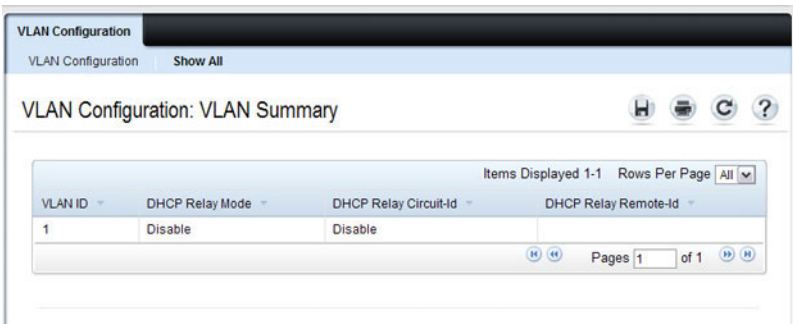 VLAN Configuration
VLAN Configuration Show All
VLAN Configuration: VLAN Summary
Items Displayed 1-1 Rows Per Page All
VLAN ID DHCP Relay Mode DHCP Relay Circuit-Id DHCP Relay Remote-Id
1 Disable Disable
Pages 1 of 1